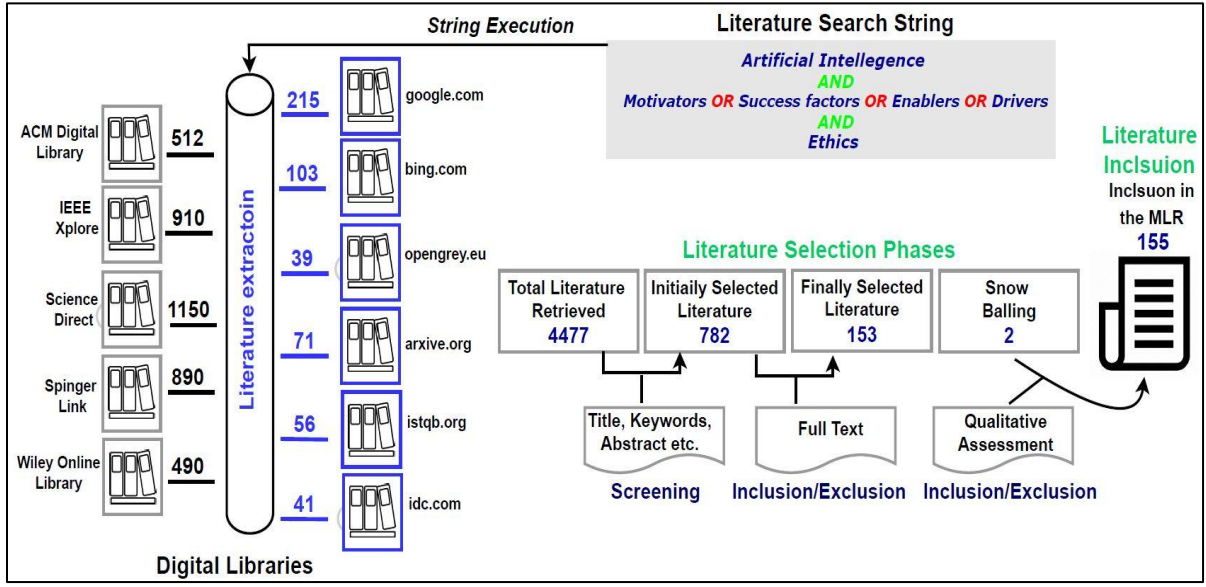 String Execution
Literature Search String
Artificial Intellegence
AND
Motivators OR Success factors OR Enablers OR Drivers
AND
Ethics
ACM Digital
Library
512
IEEE
Xplore
910
Science
Direct
1150
Spinger
Link
890
Wiley Online
Library
490
Digital Libraries
Literature extractoin
215
google.com
103
bing.com
39
opengrey.eu
71
arxive.org
56
istqb.org
41
idc.com
Literature Selection Phases
Total Literature
Retrieved
4477
Initiaily Selected
Literature
782
Finally Selected
Literature
153
Snow
Balling
2
Title, Keywords,
Abstract etc.
Screening
Full Text
Inclusion/Exclusion
Qualitative
Assessment
Inclusion/Exclusion
Literature
Inclsuion
Inclsuon in
the MLR
155